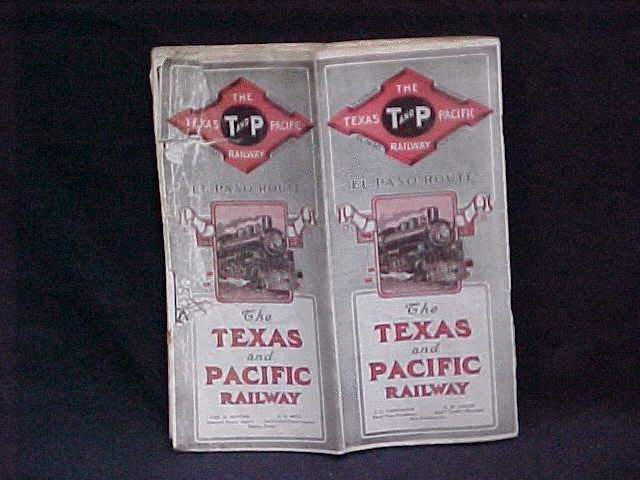 THE
TEXAS T AND P PACIFIC
RAILWAY
EL PASO ROUTE
The
TEXAS
and
PACIFIC
RAILWAY
THE
TEXAS T AND P PACIFIC
RAILWAY
EL PASO ROUTE
The
TEXAS
and
PACIFIC
RAILWAY